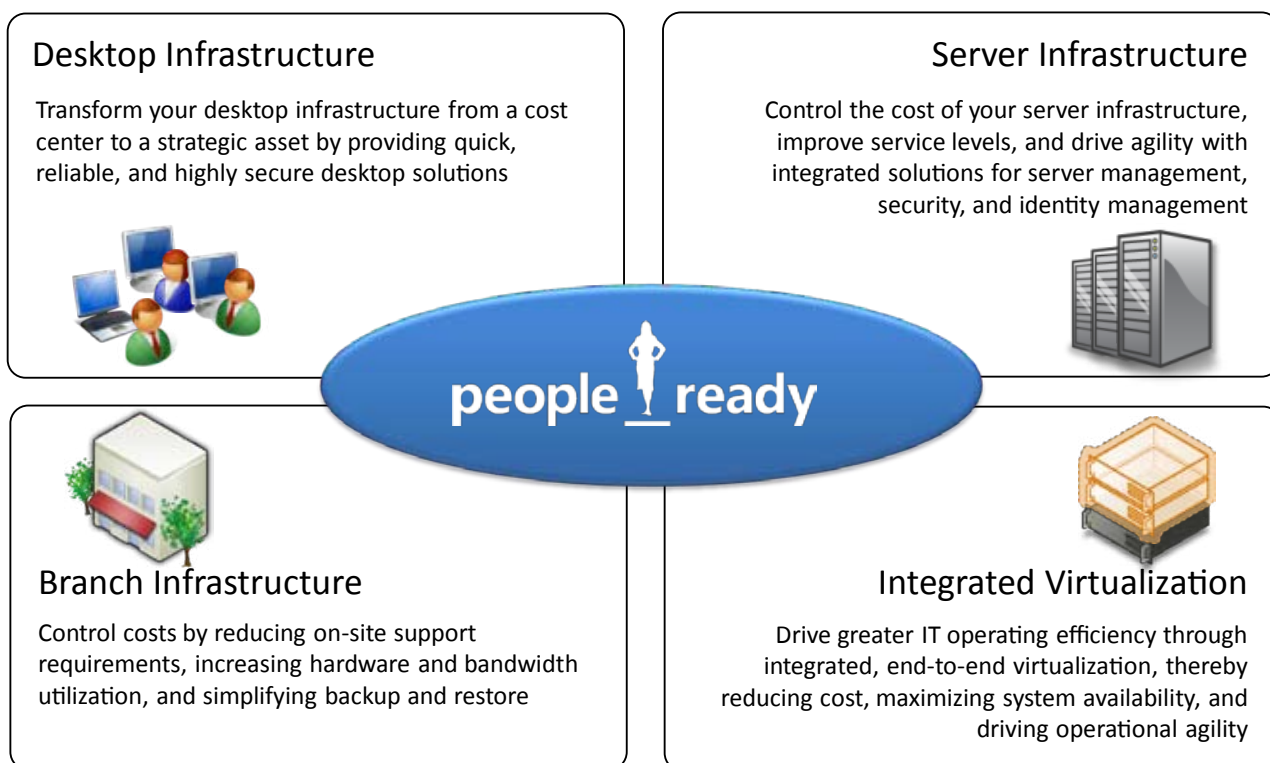 Desktop Infrastructure
Transform your desktop infrastructure from a cost
center to a strategic asset by providing quick,
reliable, and highly secure desktop solutions
Server Infrastructure
Control the cost of your server infrastructure,
improve service levels, and drive agility with
integrated solutions for server management,
security, and identity management
people ready
Branch Infrastructure
Control costs by reducing on-site support
requirements, increasing hardware and bandwidth
utilization, and simplifying backup and restore
Integrated Virtualization
Drive greater IT operating efficiency through
integrated, end-to-end virtualization, thereby
reducing cost, maximizing system availability, and
driving operational agility